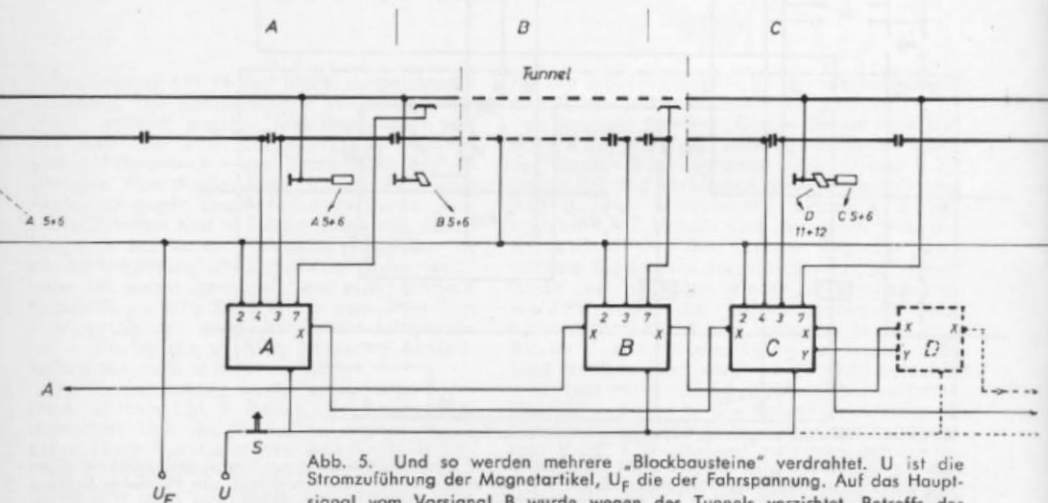 A B C
Tunnel
A 5+6 A 5+6 B 5+6 D C 5+6
11+12
2 4 3 7 2 3 7 2 4 3 7
A X X B X C X X D X
Y Y
A
S
U_F U
Abb. 5. Und so werden mehrere „Blockbausteine" verdrahtet. U ist die
Stromzuführung der Magnetartikel, U_F die der Fahrspannung. Auf das Haupt-
signal vom Vorsignal B wurde wegen des Tunnels verzichtet. Betreffs der